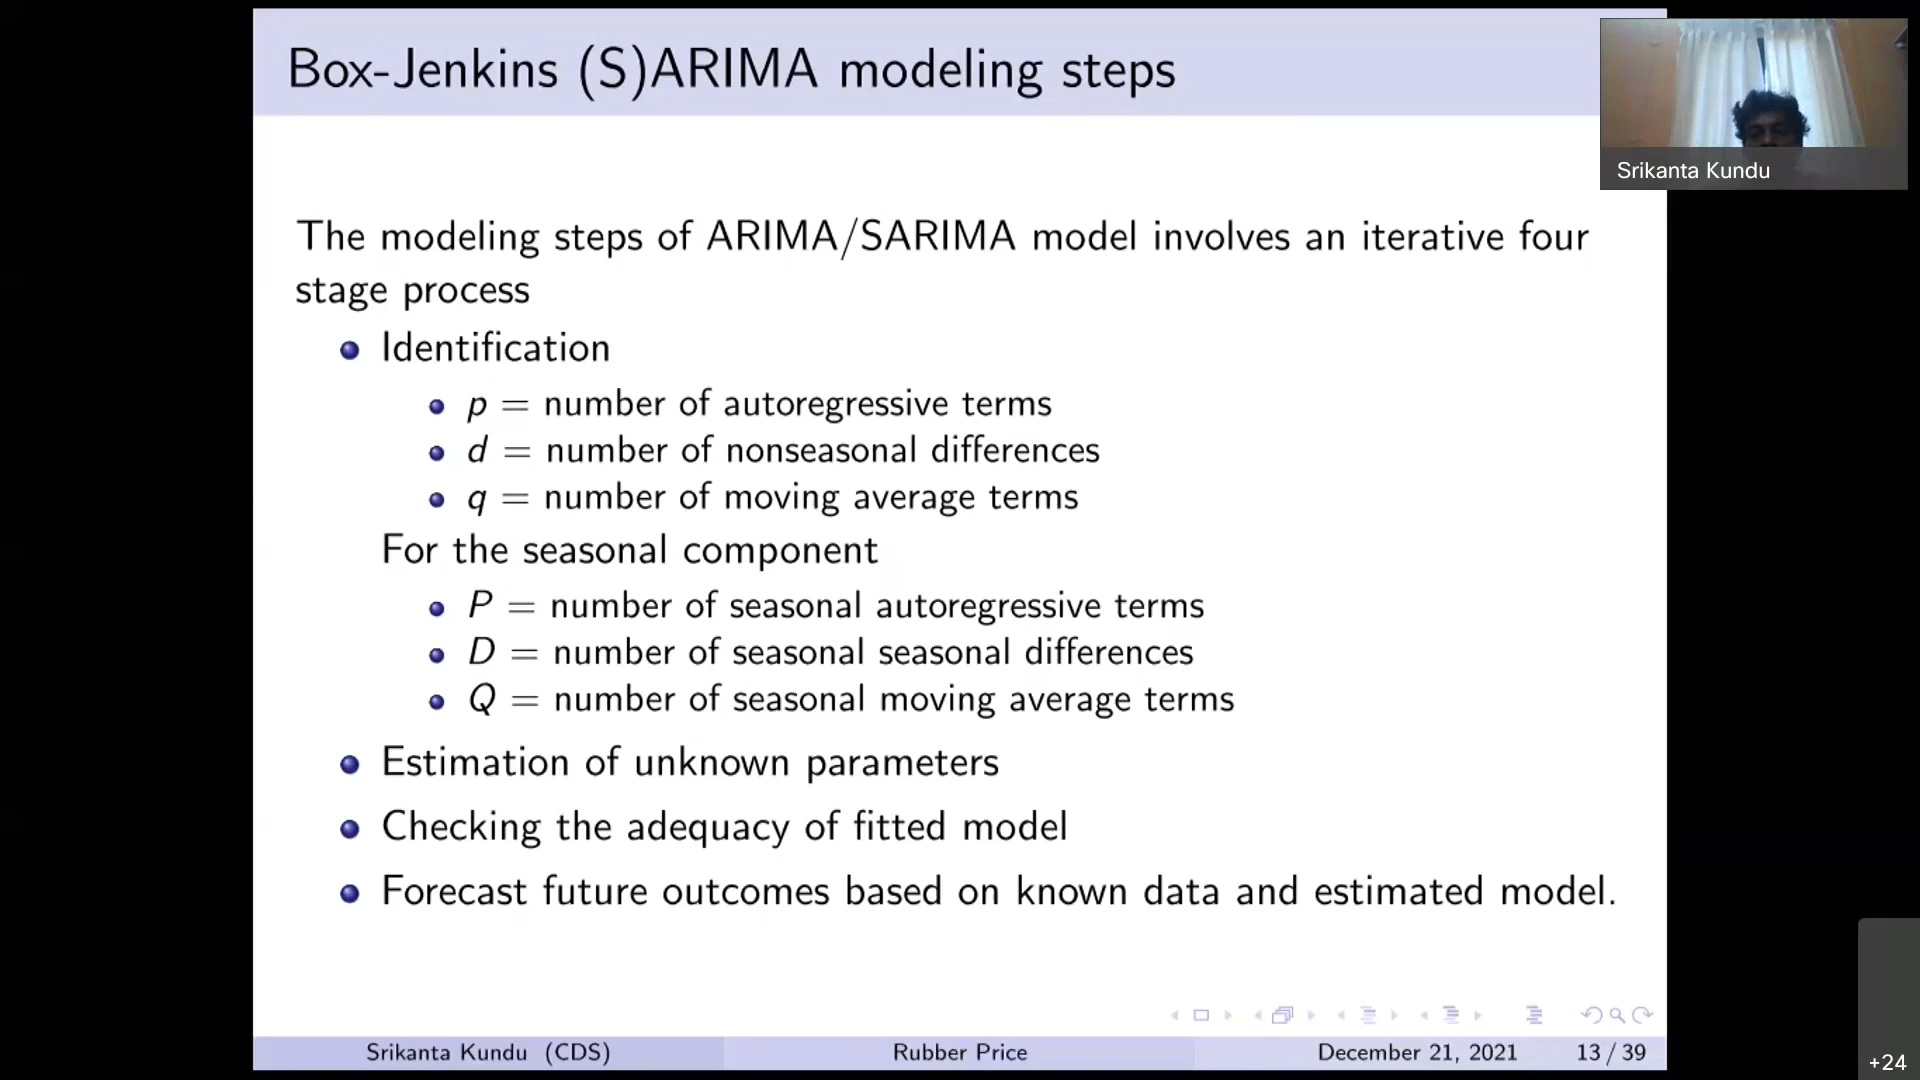 Box-Jenkins (S)ARIMA modeling steps
Srikanta Kundu
The modeling steps of ARIMA/SARIMA model involves an iterative four
stage process
Identification
p = number of autoregressive terms
d = number of nonseasonal differences
q = number of moving average terms
For the seasonal component
P = number of seasonal autoregressive terms
D = number of seasonal seasonal differences
Q = number of seasonal moving average terms
Estimation of unknown parameters
Checking the adequacy of fitted model
Forecast future outcomes based on known data and estimated model.
Srikanta Kundu (CDS) Rubber Price December 21, 2021 13 / 39
+24